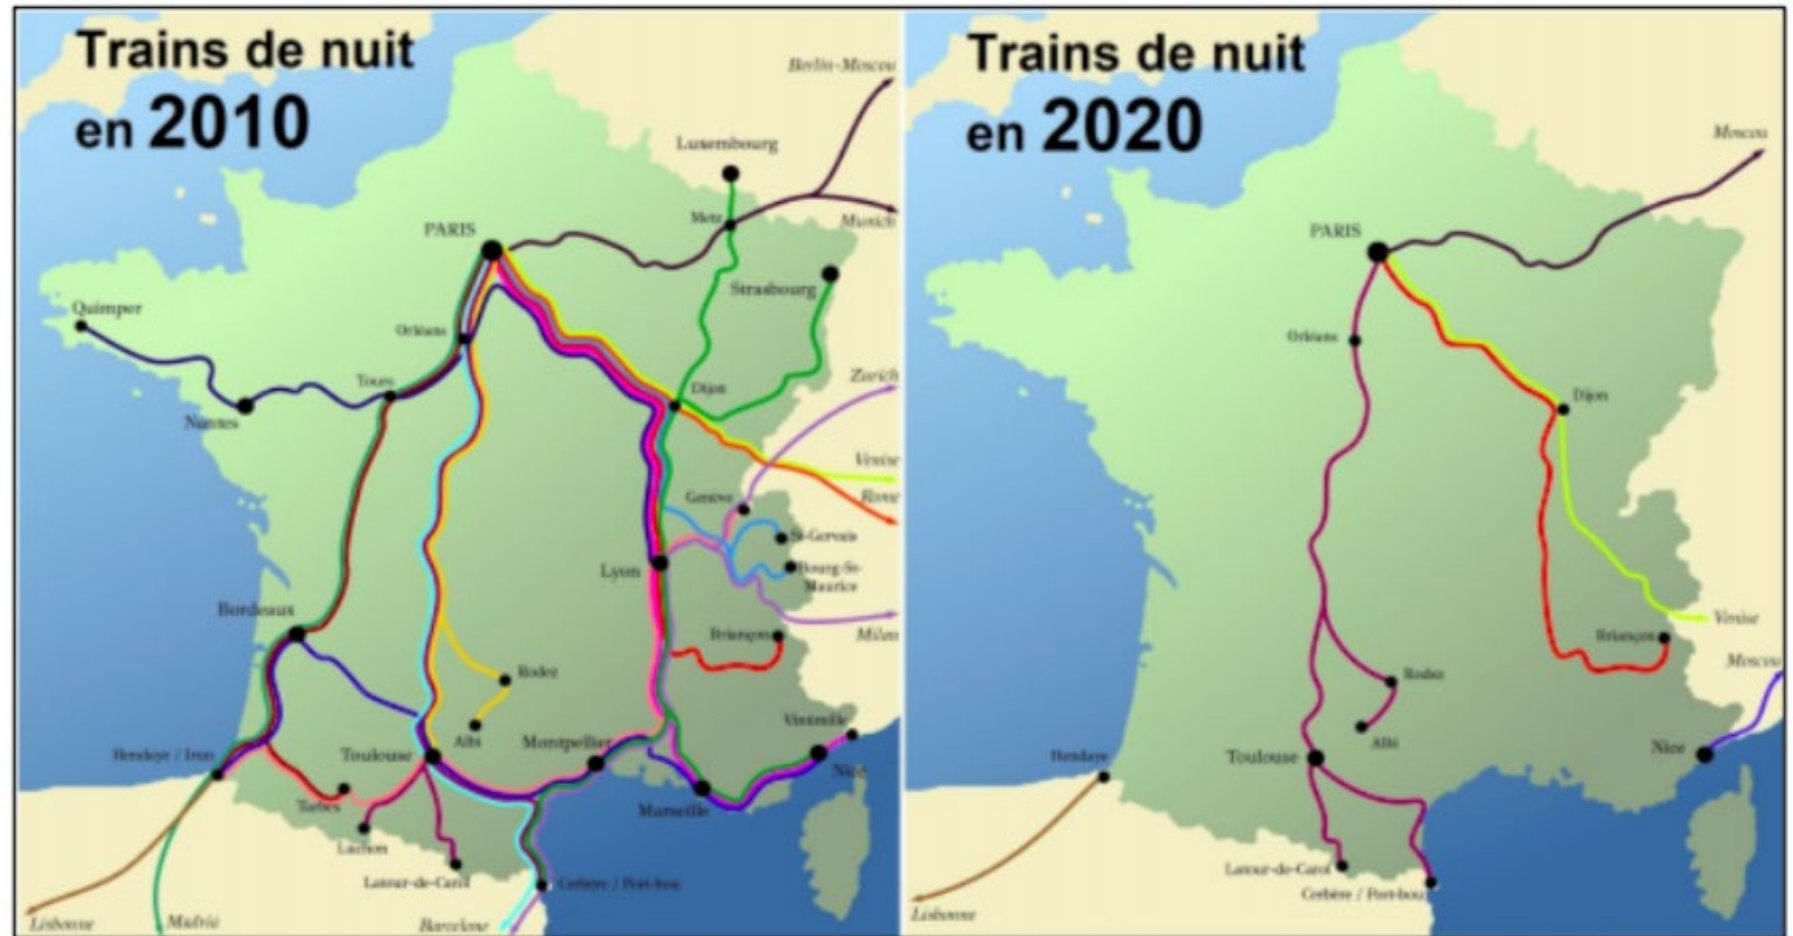 Trains de nuit
en 2010
Berlin-Moscou
Luxembourg
Metz
Munich
PARIS
Strasbourg
Quimper
Orléans
Tours
Dijon
Zurich
Nantes
Venise
Rome
Genève
St-Gervais
Lyon
Bourg-St-
Maurice
Bordeaux
Milan
Briançon
Rodez
Albi
Vintimille
Hendaye / Irun
Toulouse
Montpellier
Nice
Tarbes
Marseille
Luchon
Latour-de-Carol
Cerbère / Port-bou
Lisbonne
Madrid
Barcelone
Trains de nuit
en 2020
Moscou
PARIS
Orléans
Dijon
Venise
Briançon
Moscou
Rodez
Albi
Hendaye
Toulouse
Nice
Latour-de-Carol
Cerbère / Port-bou
Lisbonne